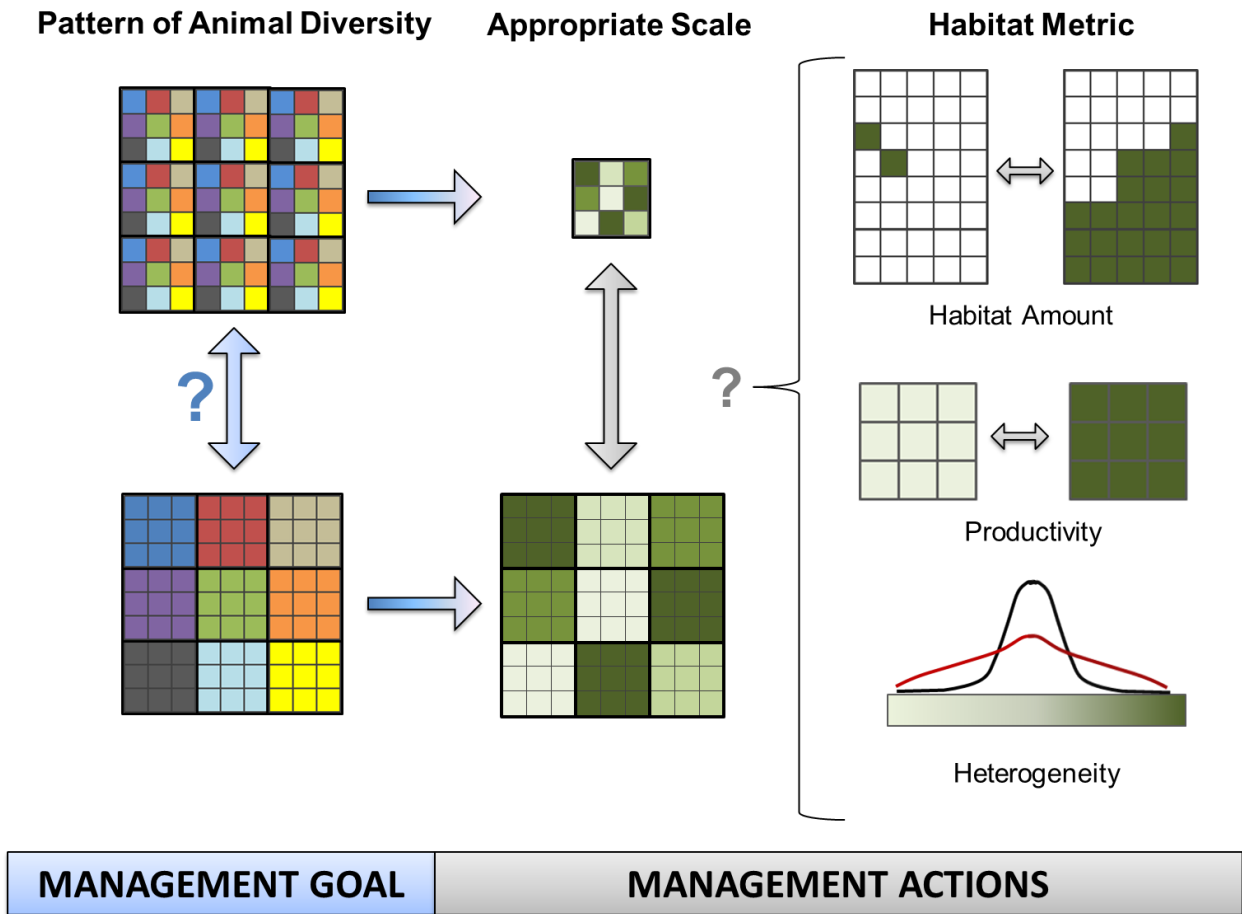 Pattern of Animal Diversity
Appropriate Scale
Habitat Metric
Habitat Amount
?
?
Productivity
Heterogeneity
MANAGEMENT GOAL
MANAGEMENT ACTIONS